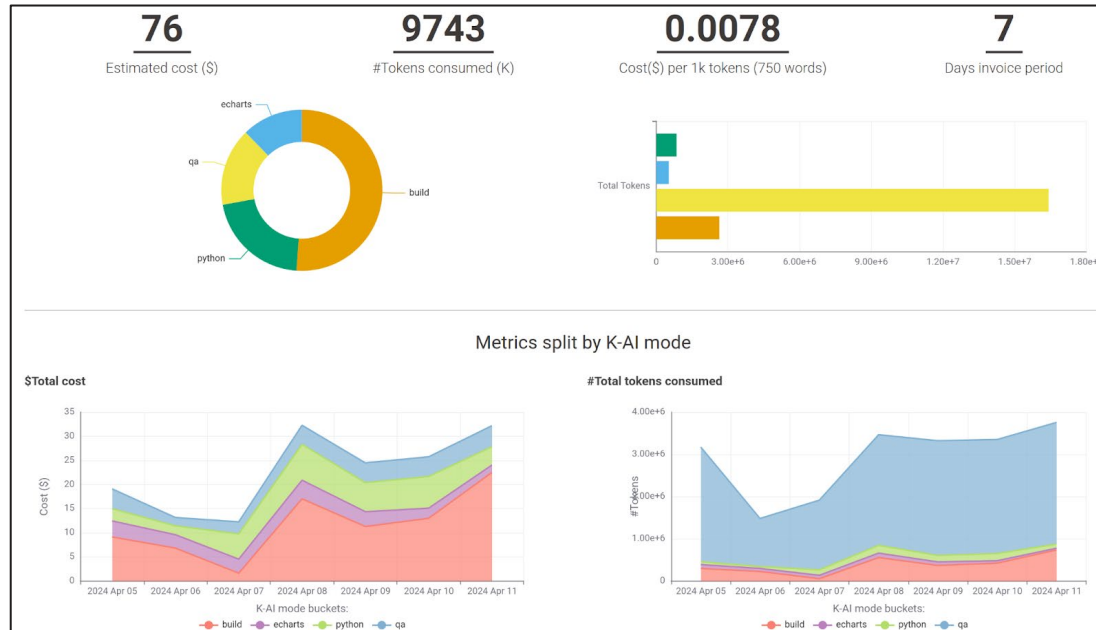 76
9743
0.0078
7
Estimated cost ($)
#Tokens consumed (K)
Cost($) per 1k tokens (750 words)
Days invoice period
echarts
qa
build
python
Total Tokens
0 3.00e+6 6.00e+6 9.00e+6 1.20e+7 1.50e+7 1.80e+
Metrics split by K-AI mode
$Total cost
35
30
25
20
15
10
5
0
Cost ($)
2024 Apr 05 2024 Apr 06 2024 Apr 07 2024 Apr 08 2024 Apr 09 2024 Apr 10 2024 Apr 11
K-AI mode buckets:
build echarts python qa
#Total tokens consumed
4.00e+6
3.00e+6
2.00e+6
1.00e+6
0
#Tokens
2024 Apr 05 2024 Apr 06 2024 Apr 07 2024 Apr 08 2024 Apr 09 2024 Apr 10 2024 Apr 11
K-AI mode buckets:
build echarts python qa